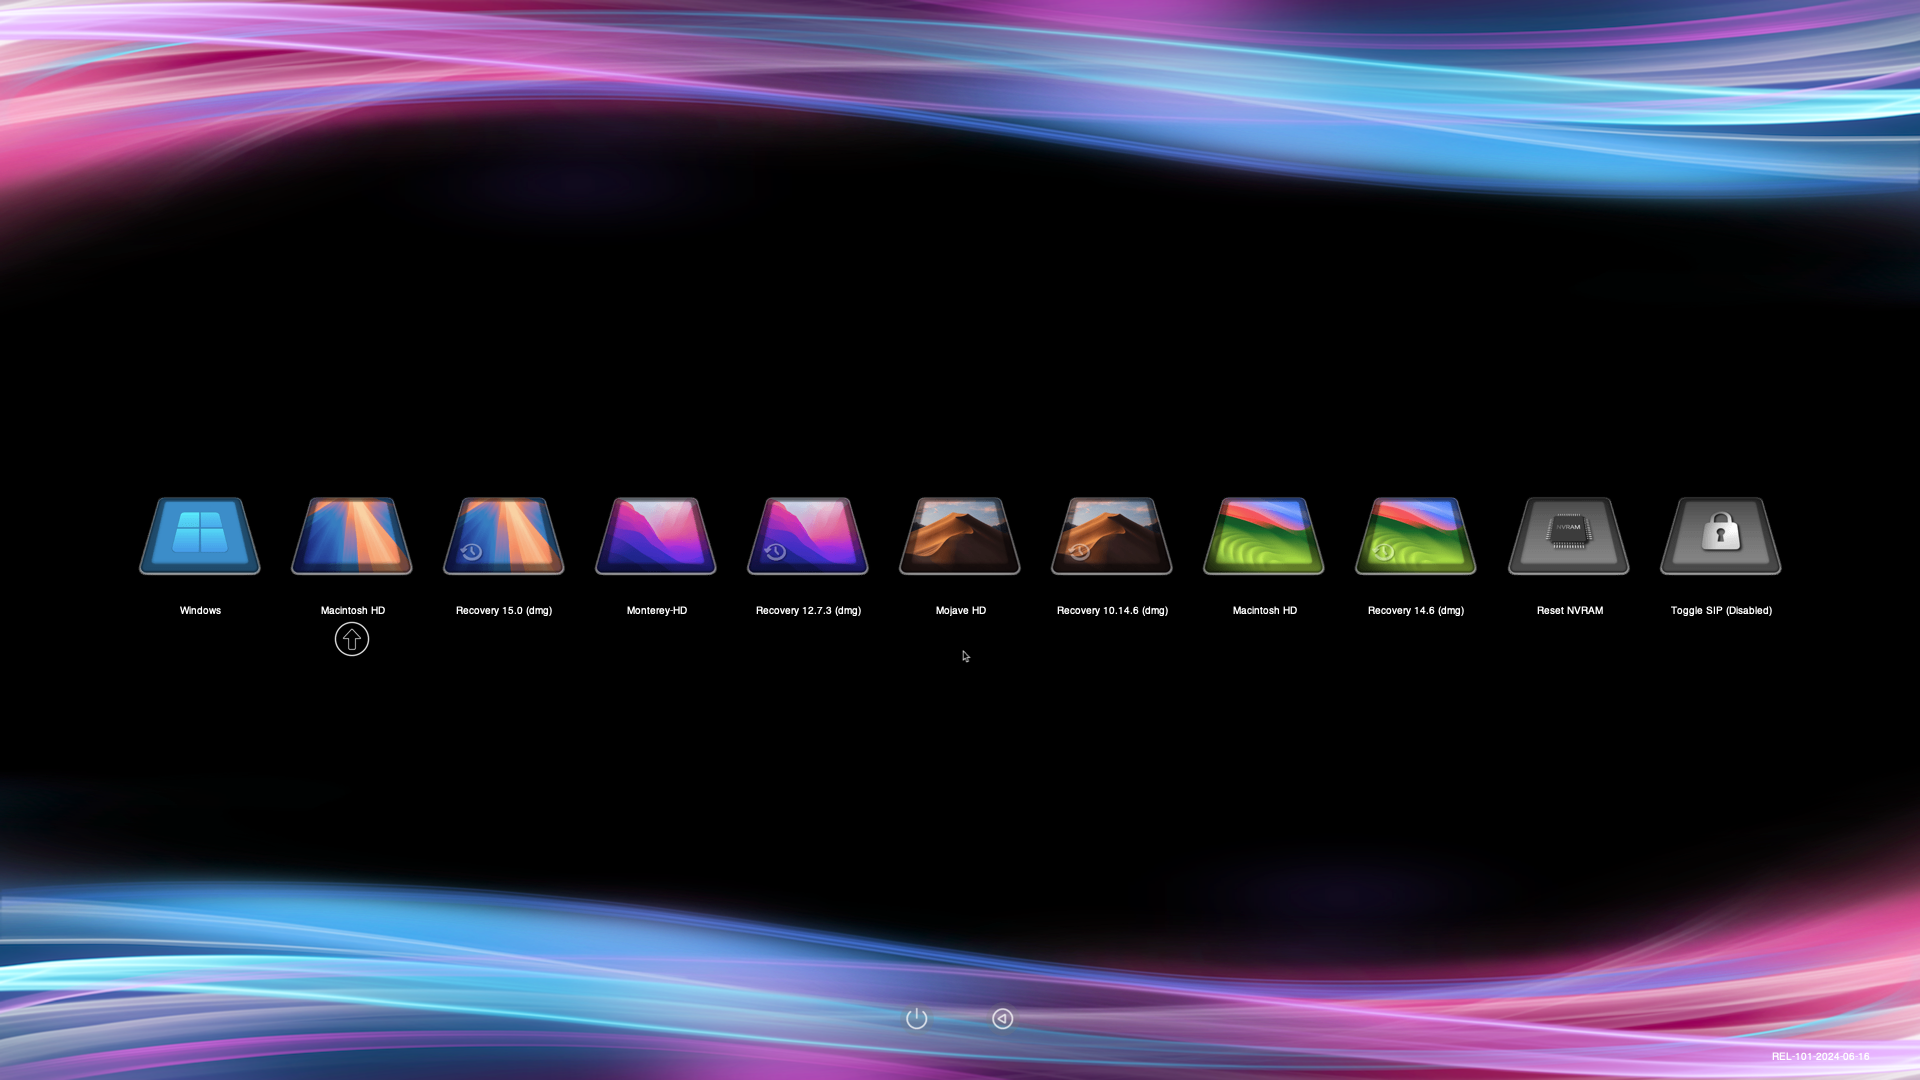 NVRAM
Windows
Macintosh HD
Recovery 15.0 (dmg)
Monterey-HD
Recovery 12.7.3 (dmg)
Mojave HD
Recovery 10.14.6 (dmg)
Macintosh HD
Recovery 14.6 (dmg)
Reset NVRAM
Toggle SIP (Disabled)
REL-101-2024-06-16